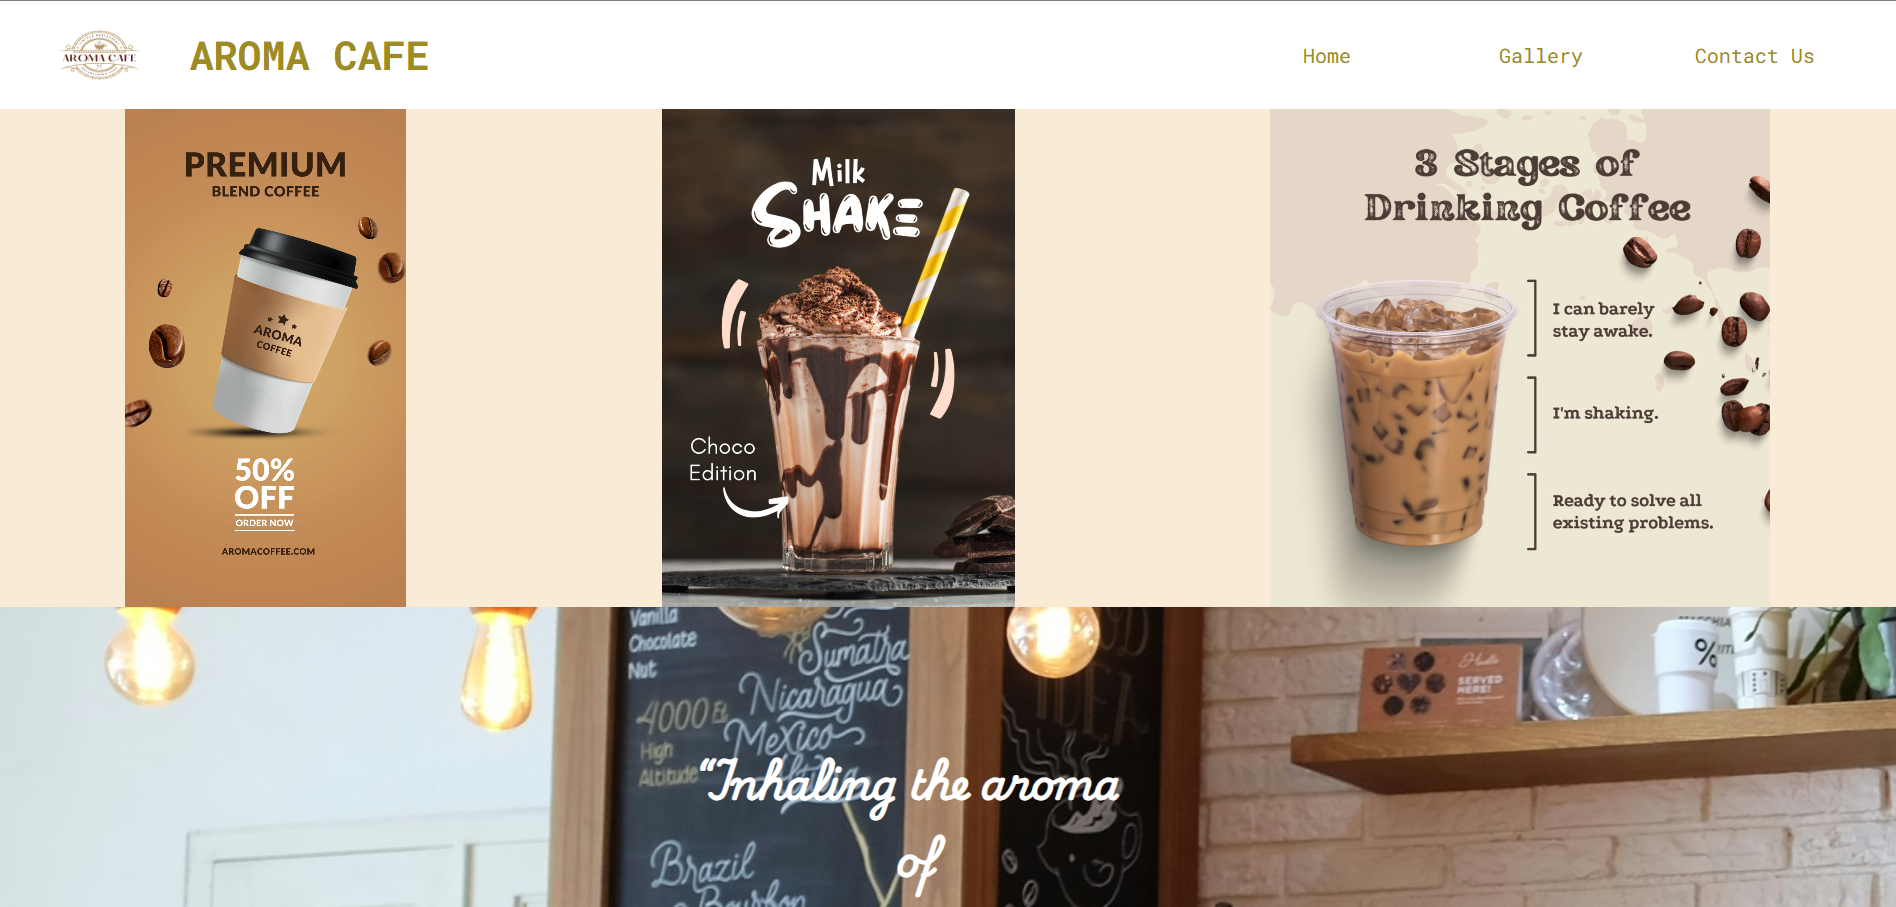 AROMA CAFE
AROMA CAFE
Home
Gallery
Contact Us
PREMIUM
BLEND COFFEE
AROMA
COFFEE
50%
OFF
ORDER NOW
AROMACOFFEE.COM
Milk
SHAKE
Choco
Edition
3 Stages of
Drinking Coffee
I can barely
stay awake.
I'm shaking.
Ready to solve all
existing problems.
Vanilla
Chocolate
Nut
Sumatra
Nicaragua
4000
Mexico
High
Altitude
Brazil
Bourbon
SERVED
HERE!
%
“Inhaling the aroma
of